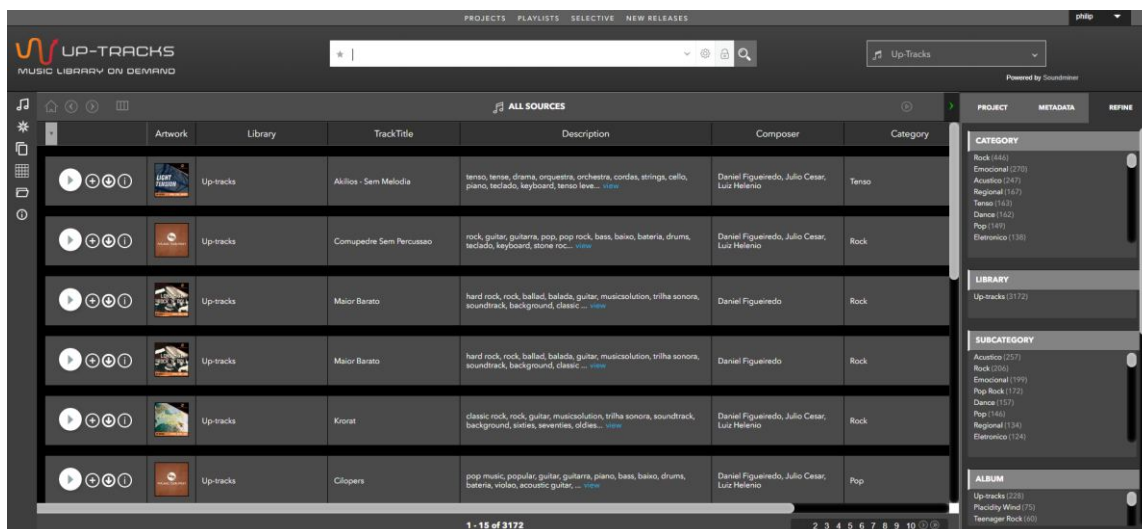 PROJECTS PLAYLISTS SELECTIVE NEW RELEASES
philip
UP-TRACKS
MUSIC LIBRARY ON DEMAND
Up-Tracks
Powered by Soundminer
ALL SOURCES
PROJECT METADATA REFINE
Artwork Library TrackTitle Description Composer Category
LIGHT TENSION
Up-tracks
Akilios - Sem Melodia
tenso, tense, drama, orquestra, orchestra, cordas, strings, cello,
piano, teclado, keyboard, tenso leve... view
Daniel Figueiredo, Julio Cesar,
Luiz Helenio
Tenso
Up-tracks
Comupedre Sem Percussao
rock, guitar, guitarra, pop, pop rock, bass, baixo, bateria, drums,
teclado, keyboard, stone roc... view
Daniel Figueiredo, Julio Cesar,
Luiz Helenio
Rock
Up-tracks
Maior Barato
hard rock, rock, ballad, balada, guitar, musicsolution, trilha sonora,
soundtrack, background, classic ... view
Daniel Figueiredo
Rock
Up-tracks
Maior Barato
hard rock, rock, ballad, balada, guitar, musicsolution, trilha sonora,
soundtrack, background, classic ... view
Daniel Figueiredo
Rock
Up-tracks
Krorat
classic rock, rock, guitar, musicsolution, trilha sonora, soundtrack,
background, sixties, seventies, oldies... view
Daniel Figueiredo, Julio Cesar,
Luiz Helenio
Rock
Up-tracks
Cilopers
pop music, popular, guitar, guitarra, piano, bass, baixo, drums,
bateria, violao, acoustic guitar, ... view
Daniel Figueiredo, Julio Cesar,
Luiz Helenio
Pop
1 - 15 of 3172
2 3 4 5 6 7 8 9 10
CATEGORY
Rock (446)
Emocional (270)
Acustico (247)
Regional (167)
Tenso (163)
Dance (162)
Pop (149)
Eletronico (138)
LIBRARY
Up-tracks (3172)
SUBCATEGORY
Acustico (257)
Rock (206)
Emocional (199)
Pop Rock (172)
Dance (157)
Pop (146)
Regional (134)
Eletronico (124)
ALBUM
Up-tracks (228)
Placidity Wind (75)
Teenager Rock (60)